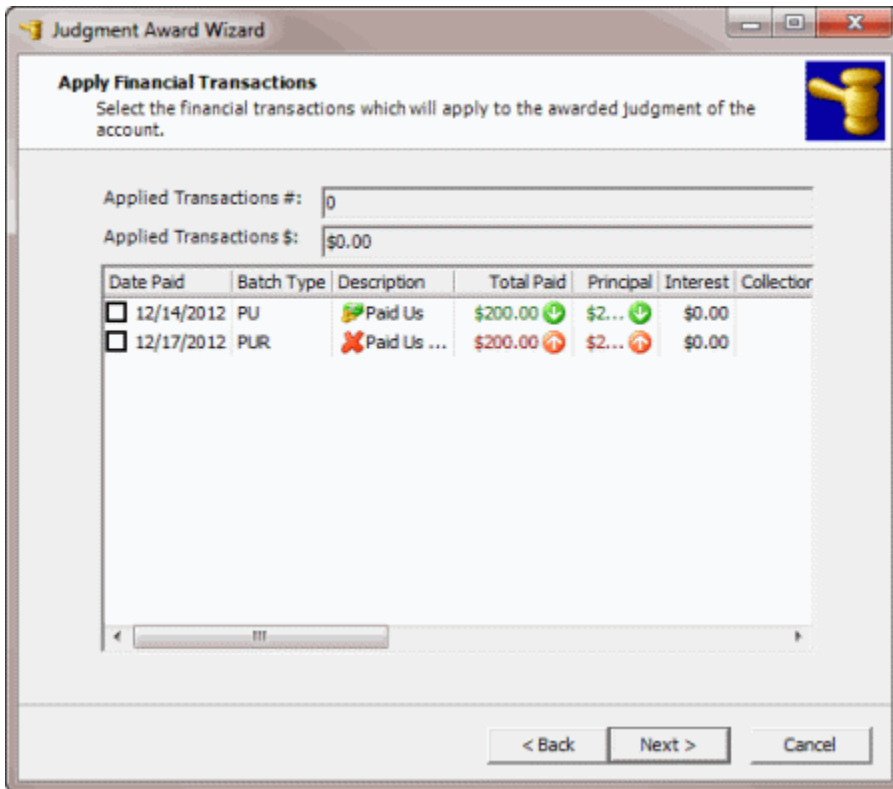 Judgment Award Wizard
Apply Financial Transactions
Select the financial transactions which will apply to the awarded judgment of the
account.
Applied Transactions #: 0
Applied Transactions $: $0.00
Date Paid Batch Type Description Total Paid Principal Interest Collection
12/14/2012 PU Paid Us $200.00 $2... $0.00
12/17/2012 PUR Paid Us ... $200.00 $2... $0.00
< Back Next > Cancel